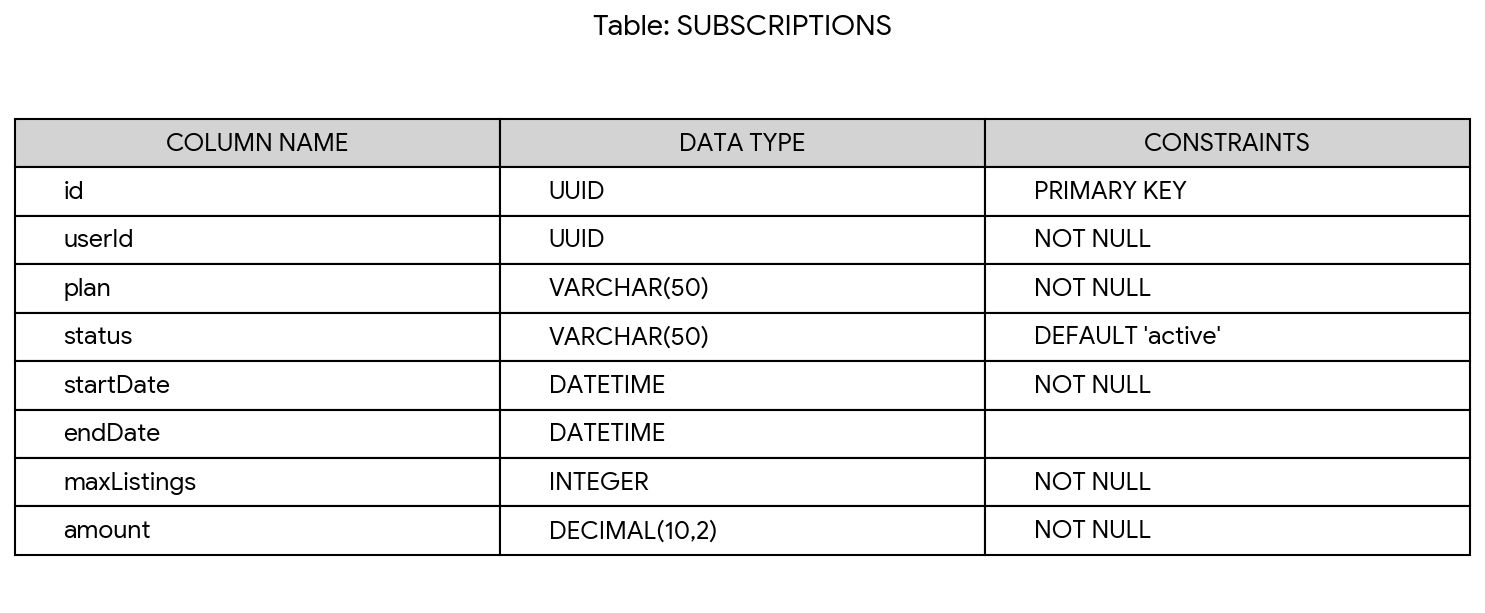 Table: SUBSCRIPTIONS
COLUMN NAME DATA TYPE CONSTRAINTS
id UUID PRIMARY KEY
userId UUID NOT NULL
plan VARCHAR(50) NOT NULL
status VARCHAR(50) DEFAULT 'active'
startDate DATETIME NOT NULL
endDate DATETIME
maxListings INTEGER NOT NULL
amount DECIMAL(10,2) NOT NULL